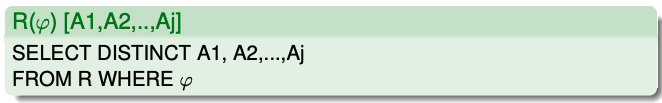 R(φ) [A1,A2,..,Aj]
SELECT DISTINCT A1, A2,...,Aj
FROM R WHERE φ